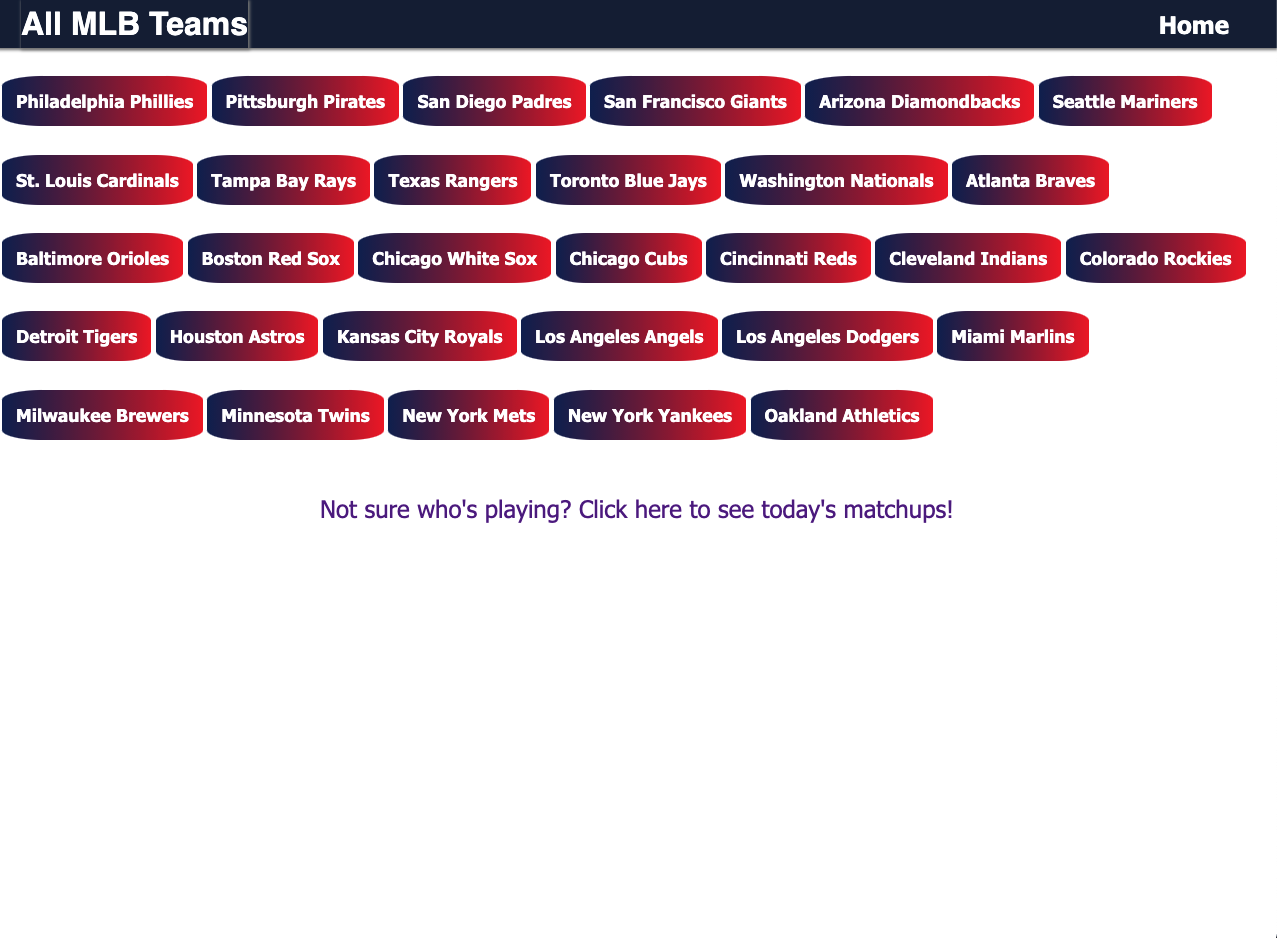 All MLB Teams Home
Philadelphia Phillies Pittsburgh Pirates San Diego Padres San Francisco Giants Arizona Diamondbacks Seattle Mariners
St. Louis Cardinals Tampa Bay Rays Texas Rangers Toronto Blue Jays Washington Nationals Atlanta Braves
Baltimore Orioles Boston Red Sox Chicago White Sox Chicago Cubs Cincinnati Reds Cleveland Indians Colorado Rockies
Detroit Tigers Houston Astros Kansas City Royals Los Angeles Angels Los Angeles Dodgers Miami Marlins
Milwaukee Brewers Minnesota Twins New York Mets New York Yankees Oakland Athletics
Not sure who's playing? Click here to see today's matchups!